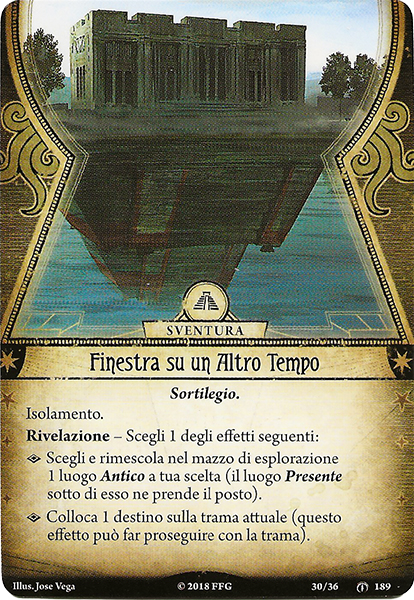 SVENTURA
Finestra su un Altro Tempo
Sortilegio.
Isolamento.
Rivelazione – Scegli 1 degli effetti seguenti:
Scegli e rimescola nel mazzo di esplorazione
1 luogo Antico a tua scelta (il luogo Presente
sotto di esso ne prende il posto).
Colloca 1 destino sulla trama attuale (questo
effetto può far proseguire con la trama).
Illus. Jose Vega © 2018 FFG 30/36 189